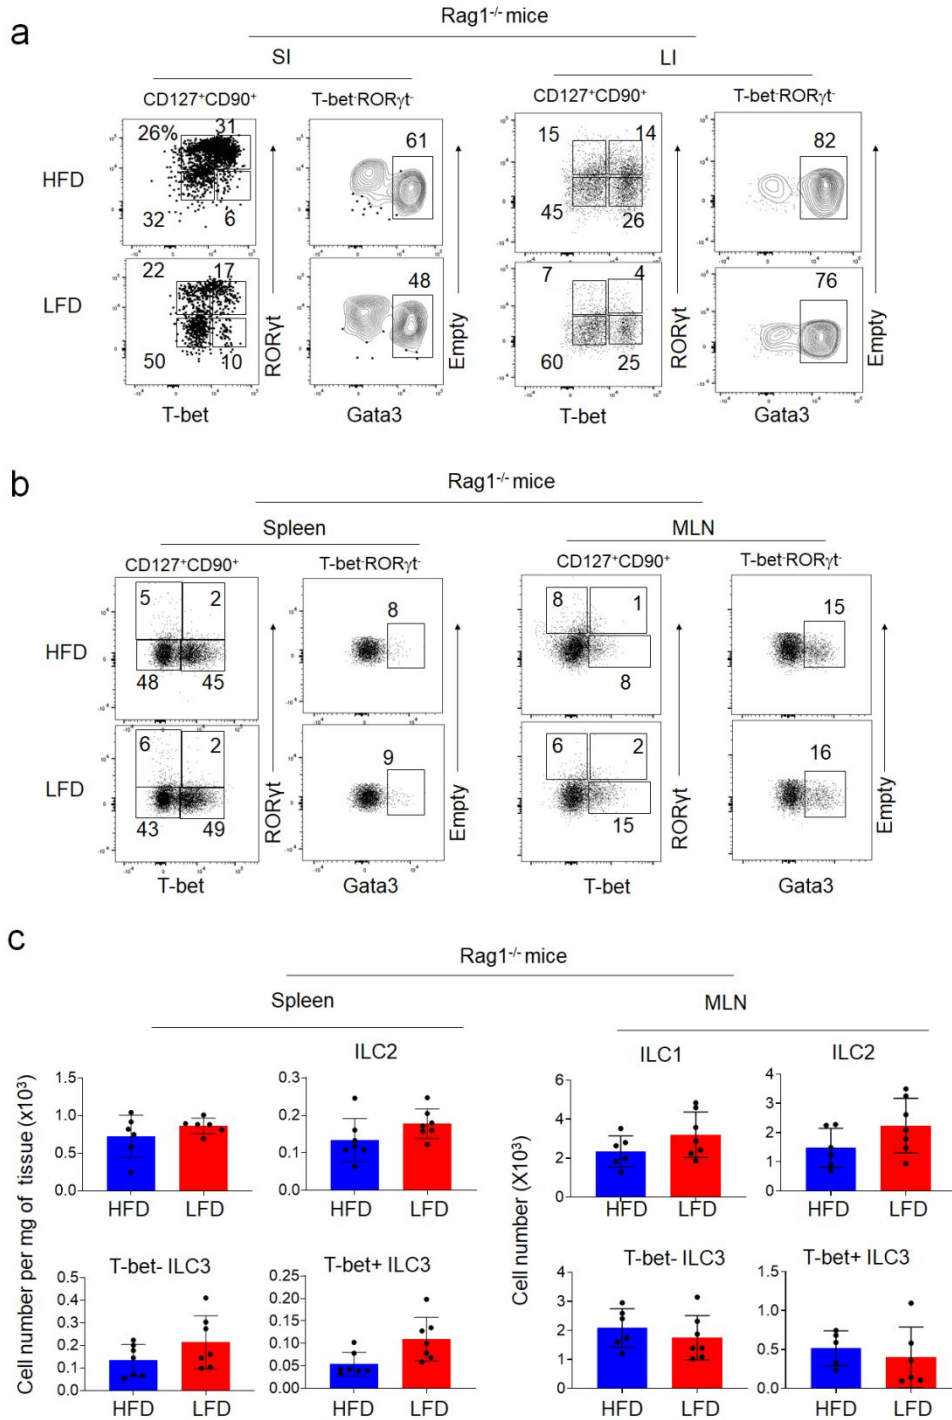 a
Rag1-/- mice
SI
LI
CD127+CD90+
T-bet-RORγt-
CD127+CD90+
T-bet-RORγt-
HFD
26%
31
32
6
61
15
14
45
26
82
LFD
22
17
50
10
48
7
4
60
25
76
RORγt
Empty
RORγt
Empty
T-bet
Gata3
T-bet
Gata3
b
Rag1-/- mice
Spleen
MLN
CD127+CD90+
T-bet-RORγt-
CD127+CD90+
T-bet-RORγt-
HFD
5
2
48
45
8
8
1
8
15
LFD
6
2
43
49
9
6
2
15
16
RORγt
Empty
RORγt
Empty
T-bet
Gata3
T-bet
Gata3
c
Rag1-/- mice
Spleen
MLN
Cell number per mg of tissue (x10³)
1.5
1.0
0.5
0.0
HFD
LFD
ILC2
0.3
0.2
0.1
0.0
HFD
LFD
Cell number (X10³)
ILC1
6
4
2
0
HFD
LFD
ILC2
4
3
2
1
0
HFD
LFD
T-bet- ILC3
0.5
0.4
0.3
0.2
0.1
0.0
HFD
LFD
T-bet+ ILC3
0.25
0.20
0.15
0.10
0.05
0.00
HFD
LFD
T-bet- ILC3
4
3
2
1
0
HFD
LFD
T-bet+ ILC3
1.5
1.0
0.5
0.0
HFD
LFD